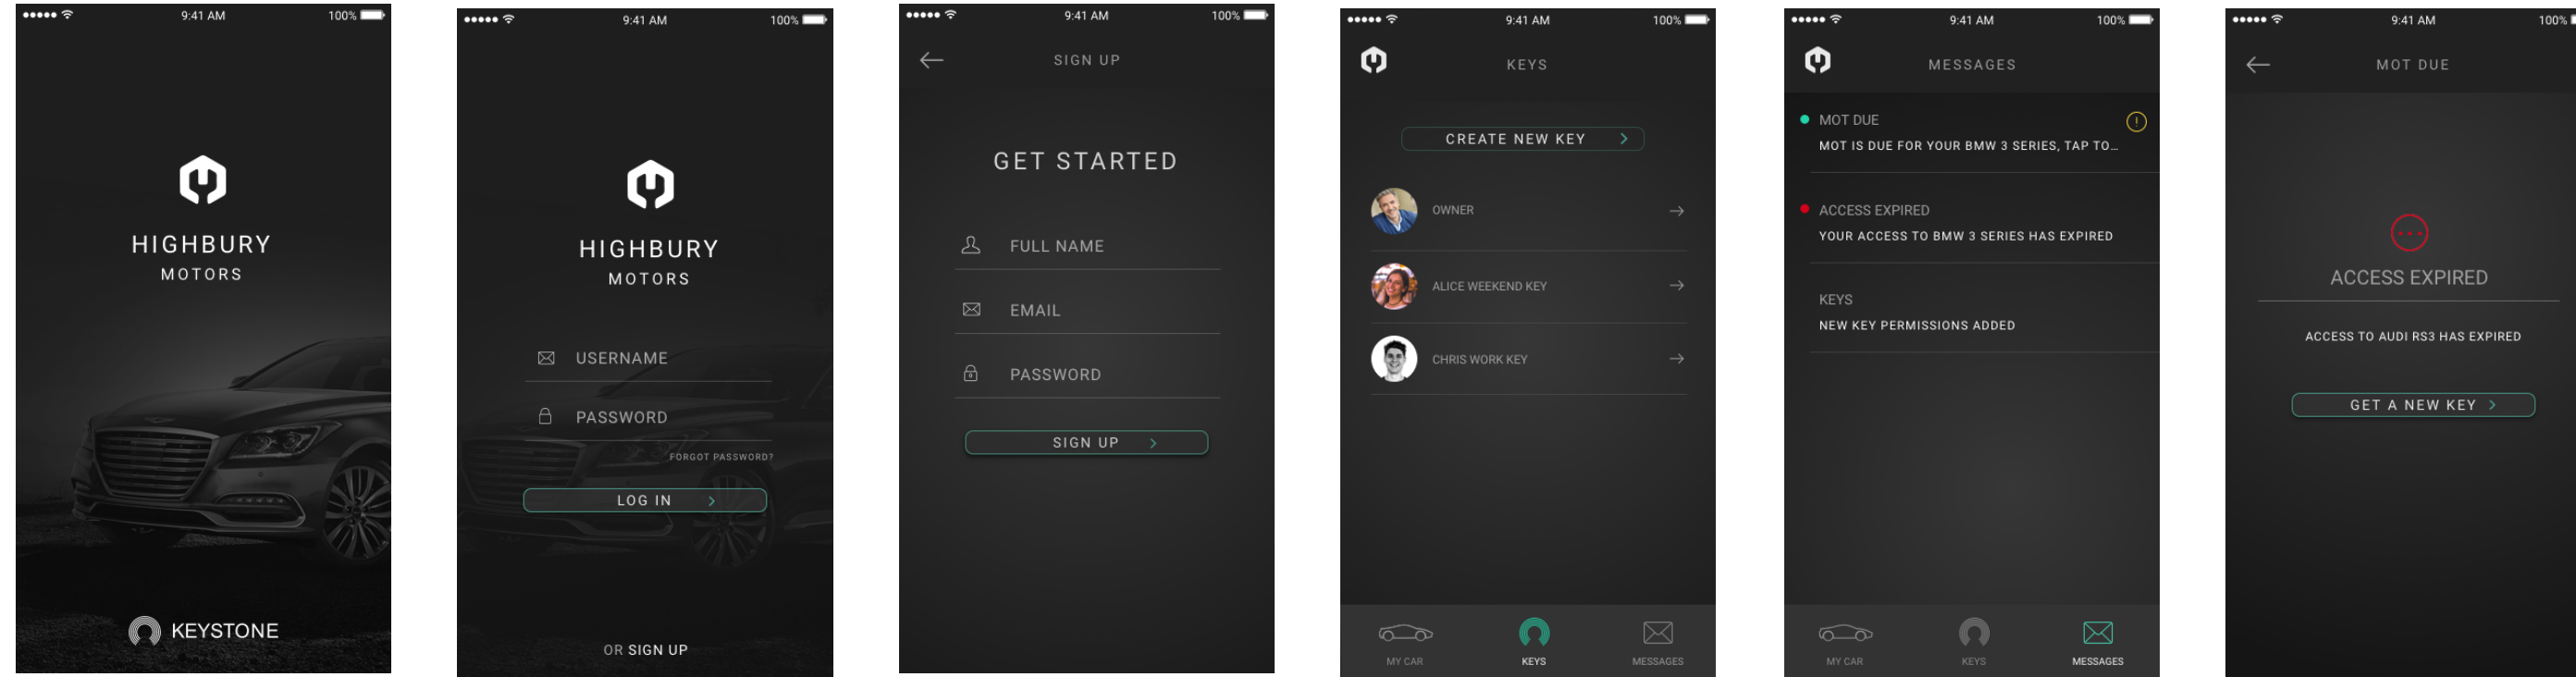 9:41 AM
100%
HIGHBURY
MOTORS
KEYSTONE
9:41 AM
100%
HIGHBURY
MOTORS
USERNAME
PASSWORD
FORGOT PASSWORD?
LOG IN
OR SIGN UP
9:41 AM
100%
SIGN UP
GET STARTED
FULL NAME
EMAIL
PASSWORD
SIGN UP
9:41 AM
100%
KEYS
CREATE NEW KEY
OWNER
ALICE WEEKEND KEY
CHRIS WORK KEY
MY CAR
KEYS
MESSAGES
9:41 AM
100%
MESSAGES
MOT DUE
MOT IS DUE FOR YOUR BMW 3 SERIES, TAP TO...
ACCESS EXPIRED
YOUR ACCESS TO BMW 3 SERIES HAS EXPIRED
KEYS
NEW KEY PERMISSIONS ADDED
MY CAR
KEYS
MESSAGES
9:41 AM
100%
MOT DUE
ACCESS EXPIRED
ACCESS TO AUDI RS3 HAS EXPIRED
GET A NEW KEY